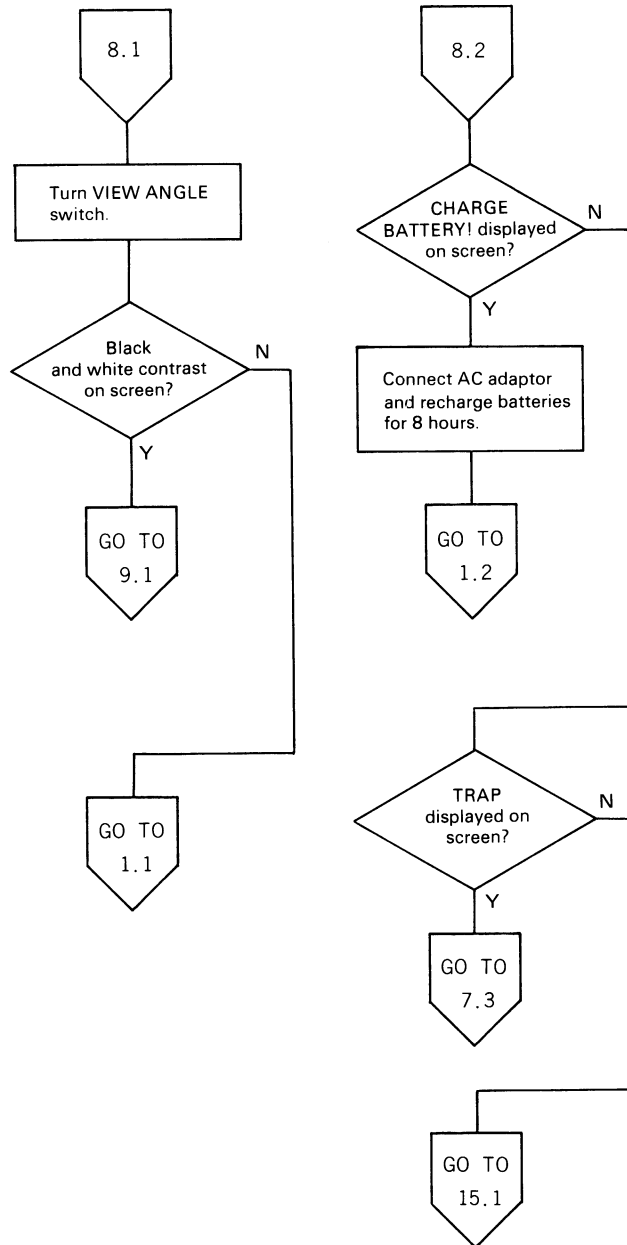 8.1
Turn VIEW ANGLE
switch.
Black
and white contrast
on screen?
N
Y
GO TO
9.1
GO TO
1.1
8.2
CHARGE
BATTERY! displayed
on screen?
N
Y
Connect AC adaptor
and recharge batteries
for 8 hours.
GO TO
1.2
TRAP
displayed on
screen?
N
Y
GO TO
7.3
GO TO
15.1